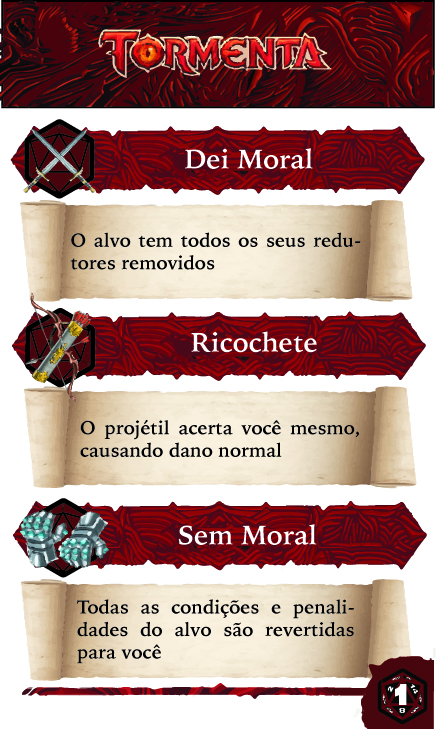 TORMENTA
Dei Moral
O alvo tem todos os seus redu-
tores removidos
Ricochete
O projétil acerta você mesmo,
causando dano normal
Sem Moral
Todas as condições e penali-
dades do alvo são revertidas
para você
1